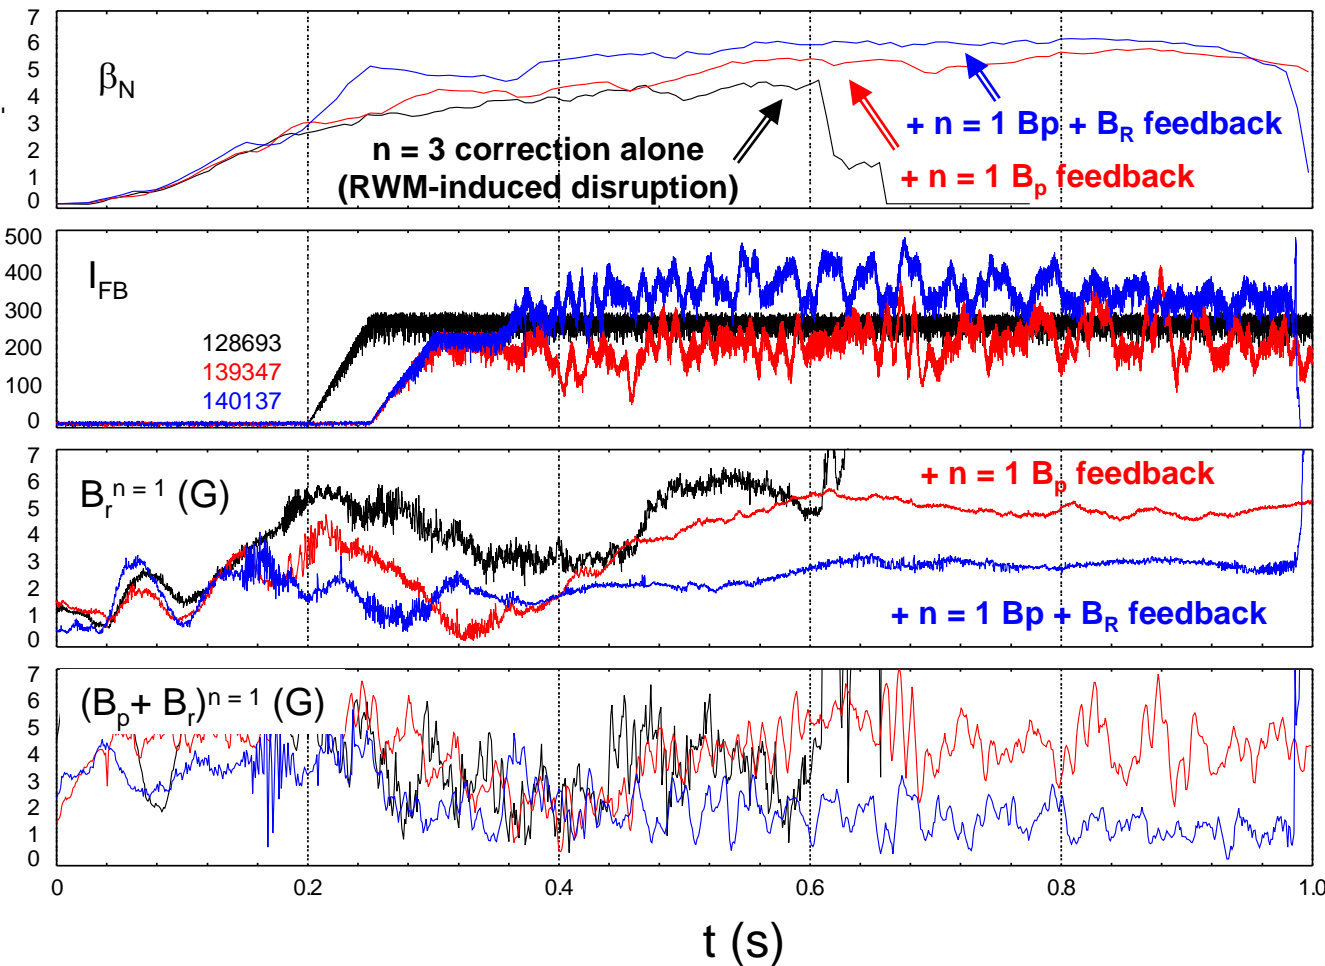 7
6
5
4
3
2
1
0
β_N
n = 3 correction alone
(RWM-induced disruption)
+ n = 1 Bp + B_R feedback
+ n = 1 B_p feedback
500
400
300
200
100
0
I_FB
128693
139347
140137
7
6
5
4
3
2
1
0
B_r^n = 1 (G)
+ n = 1 B_p feedback
+ n = 1 Bp + B_R feedback
7
6
5
4
3
2
1
0
(B_p+ B_r)^n = 1 (G)
0 0.2 0.4 0.6 0.8 1.0
t (s)